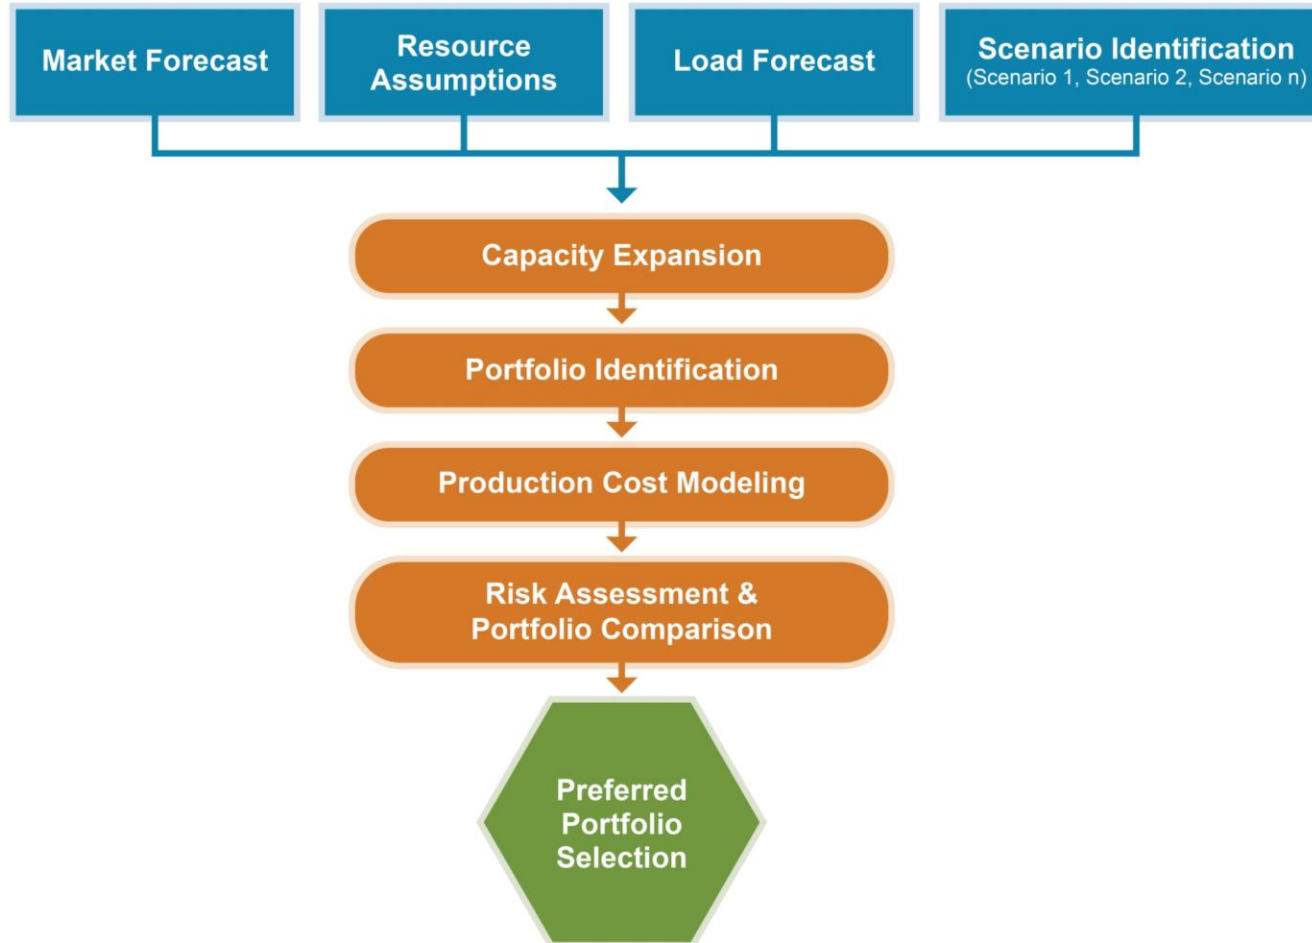 Market Forecast
Resource
Assumptions
Load Forecast
Scenario Identification
(Scenario 1, Scenario 2, Scenario n)
Capacity Expansion
Portfolio Identification
Production Cost Modeling
Risk Assessment &
Portfolio Comparison
Preferred
Portfolio
Selection